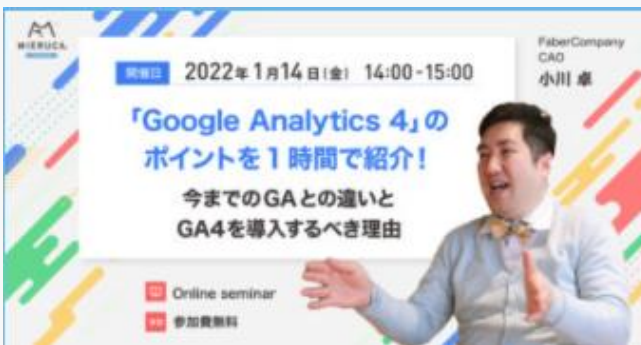 MIERUCA
開催日 2022年1月14日(金) 14:00-15:00
FaberCompany
CAO
小川 卓
「Google Analytics 4」の
ポイントを1時間で紹介!
今までのGAとの違いと
GA4を導入するべき理由
Online seminar
参加費無料